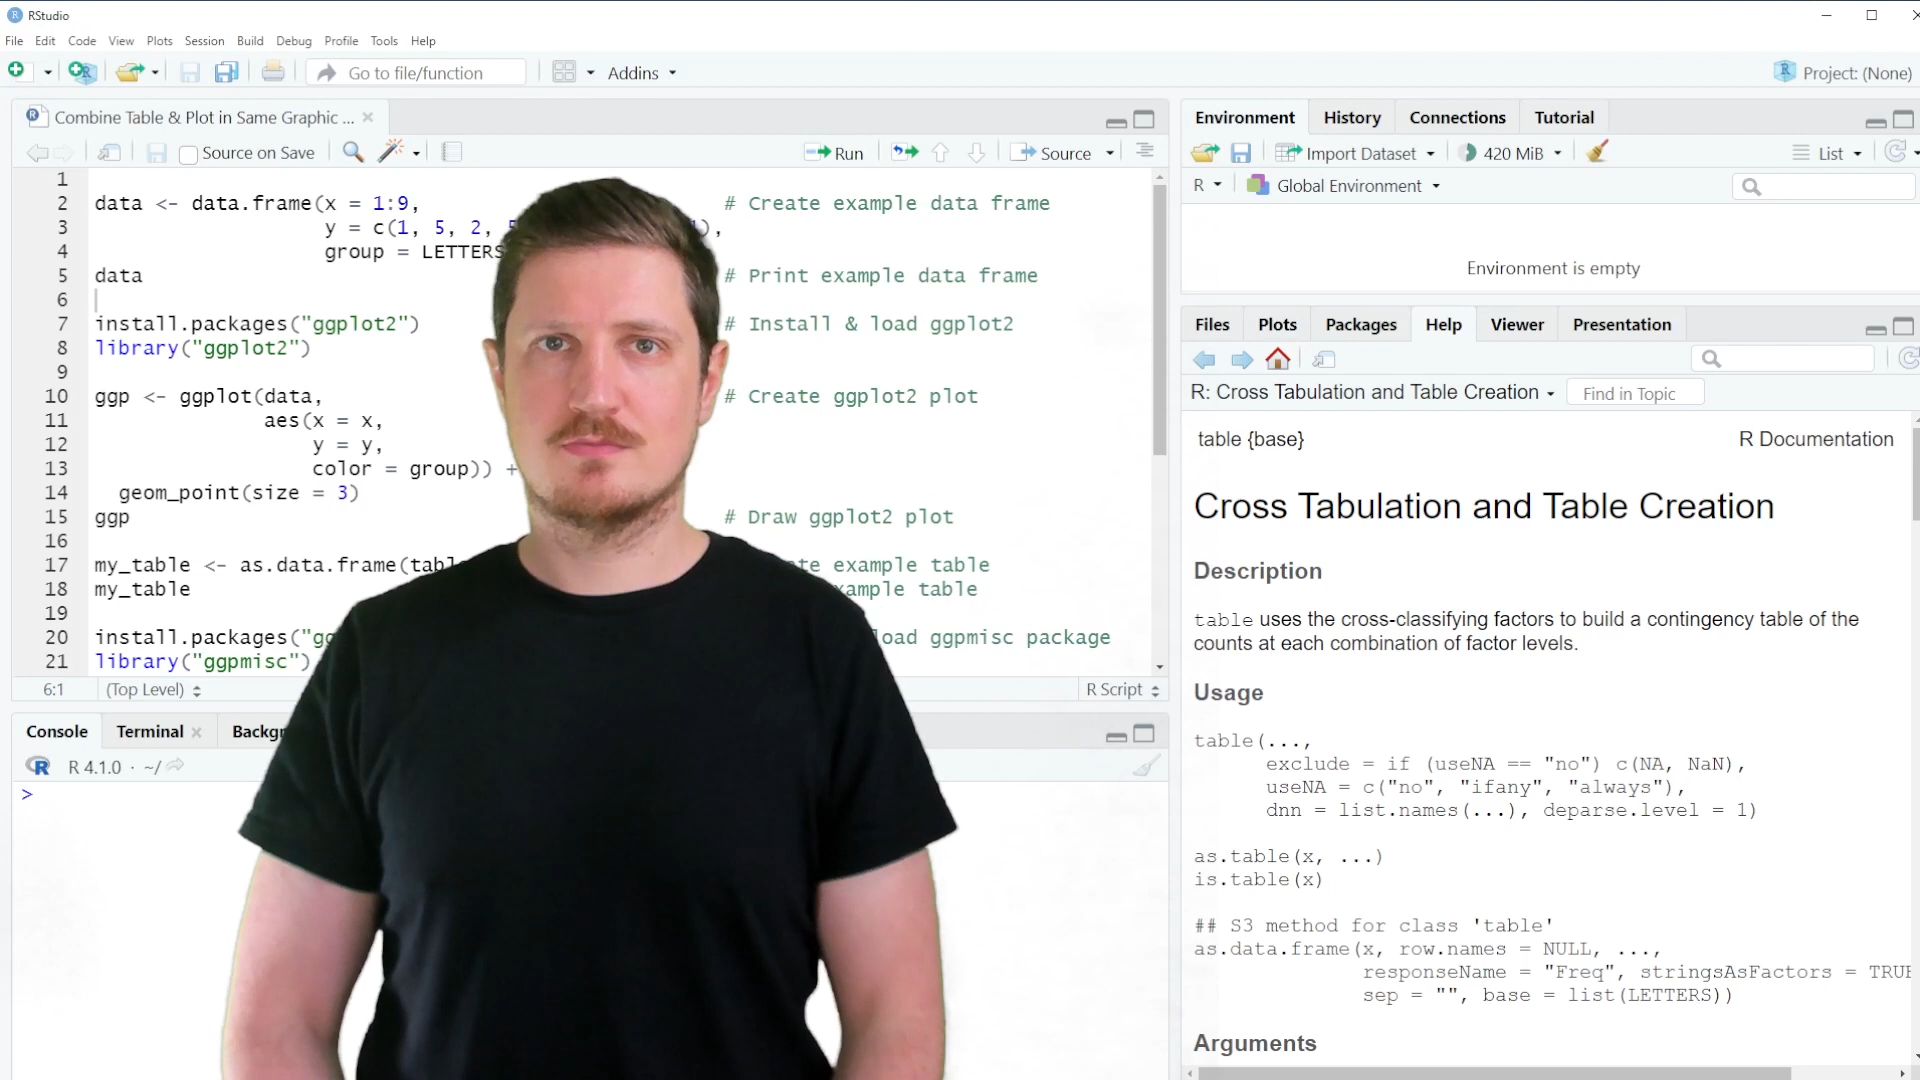 RStudio
File Edit Code View Plots Session Build Debug Profile Tools Help
Go to file/function Addins Project: (None)
Combine Table & Plot in Same Graphic ...
Source on Save Run Source
1
2 data <- data.frame(x = 1:9, # Create example data frame
3 y = c(1, 5, 2, ),
4 group = LETTERS
5 data # Print example data frame
6
7 install.packages("ggplot2") # Install & load ggplot2
8 library("ggplot2")
9
10 ggp <- ggplot(data, # Create ggplot2 plot
11 aes(x = x,
12 y = y,
13 color = group)) +
14 geom_point(size = 3)
15 ggp # Draw ggplot2 plot
16
17 my_table <- as.data.frame( example table
18 my_table table
19
20 install.packages(" load ggpmisc package
21 library("ggpmisc")
6:1 (Top Level) R Script
Console Terminal
R 4.1.0 · ~/
>
Environment History Connections Tutorial
Import Dataset 420 MiB List
R Global Environment
Environment is empty
Files Plots Packages Help Viewer Presentation
R: Cross Tabulation and Table Creation Find in Topic
table {base} R Documentation
Cross Tabulation and Table Creation
Description
table uses the cross-classifying factors to build a contingency table of the
counts at each combination of factor levels.
Usage
table(...,
exclude = if (useNA == "no") c(NA, NaN),
useNA = c("no", "ifany", "always"),
dnn = list.names(...), deparse.level = 1)
as.table(x, ...)
is.table(x)
## S3 method for class 'table'
as.data.frame(x, row.names = NULL, ...,
responseName = "Freq", stringsAsFactors = TRUE
sep = "", base = list(LETTERS))
Arguments